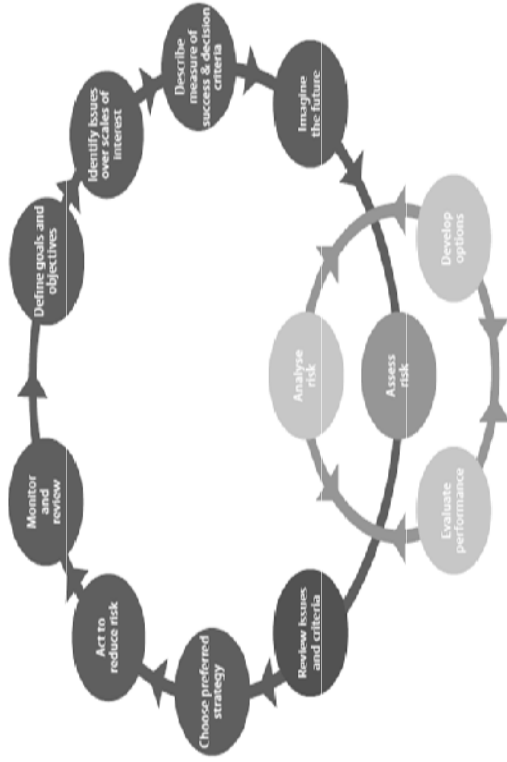 Define goals and
objectives
Identify issues
over scales of
interest
Describe
measure of
success & decision
criteria
Imagine
the future
Assess
risk
Analyse
risk
Develop
options
Evaluate
performance
Review issues
and criteria
Choose preferred
strategy
Act to
reduce risk
Monitor
and
review